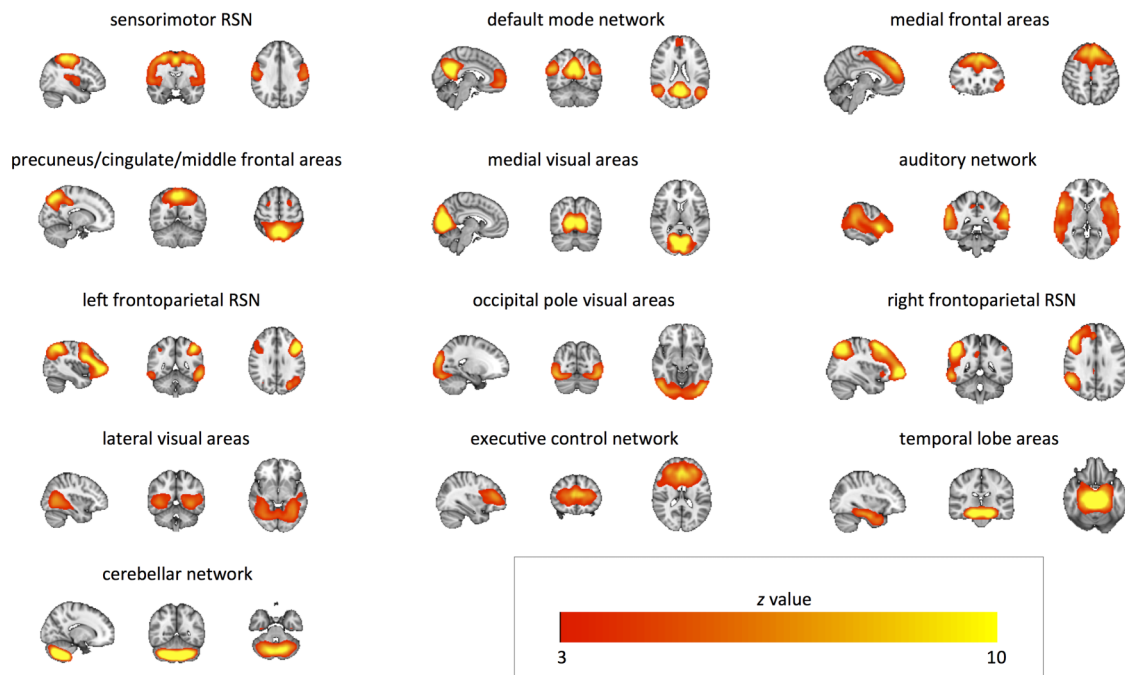 sensorimotor RSN
default mode network
medial frontal areas
precuneus/cingulate/middle frontal areas
medial visual areas
auditory network
left frontoparietal RSN
occipital pole visual areas
right frontoparietal RSN
lateral visual areas
executive control network
temporal lobe areas
cerebellar network
z value
3
10